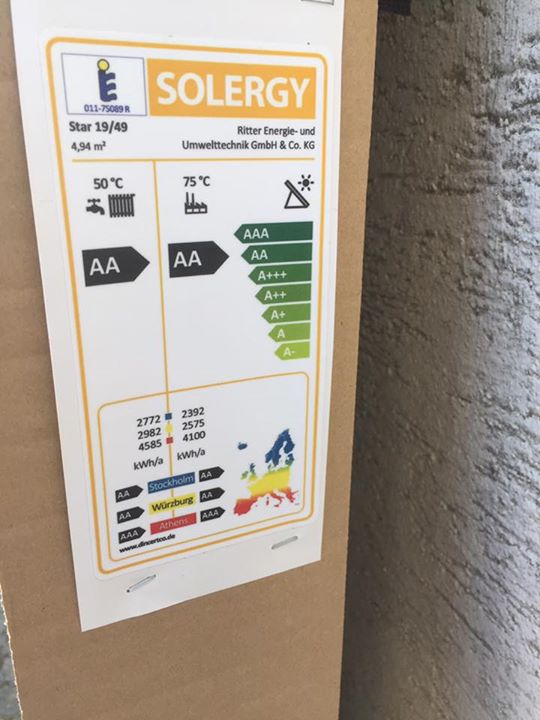 SOLERGY
011-7S089 R
Star 19/49
4,94 m²
Ritter Energie- und
Umwelttechnik GmbH & Co. KG
50 °C
75 °C
AA
AA
AAA
AA
A+++
A++
A+
A
A-
2772 2392
2982 2575
4585 4100
kWh/a kWh/a
AA Stockholm AA
AA Würzburg AA
AAA Athens AAA
www.dincertco.de